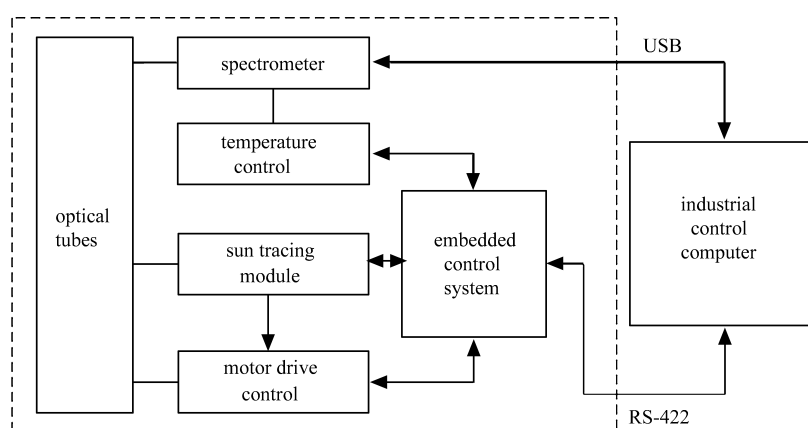 spectrometer
USB
temperature
control
optical
tubes
sun tracing
module
embedded
control
system
industrial
control
computer
motor drive
control
RS-422